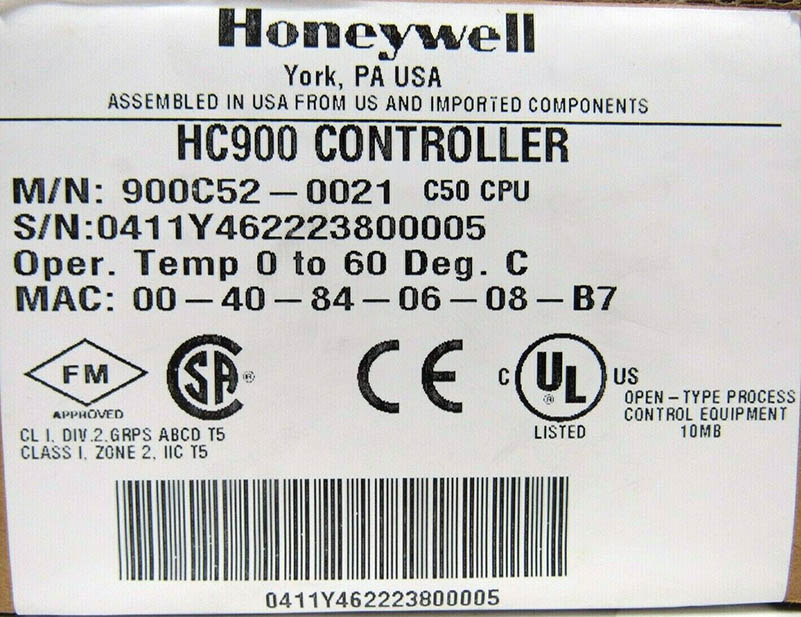 Honeywell
York, PA USA
ASSEMBLED IN USA FROM US AND IMPORTED COMPONENTS
HC900 CONTROLLER
M/N: 900C52-0021 C50 CPU
S/N:0411Y462223800005
Oper. Temp 0 to 60 Deg. C
MAC: 00-40-84-06-08-B7
FM
APPROVED
CL I, DIV.2,GRPS ABCD T5
CLASS I, ZONE 2, IIC T5
SA ®
CE
C UL ® US
LISTED
OPEN-TYPE PROCESS
CONTROL EQUIPMENT
10MB
0411Y462223800005